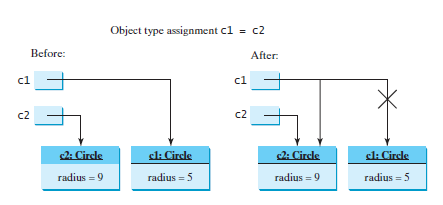 Object type assignment c1 = c2
Before:
After:
c1
c1
c2
c2
c2: Circle
c1: Circle
c2: Circle
c1: Circle
radius = 9
radius = 5
radius = 9
radius = 5